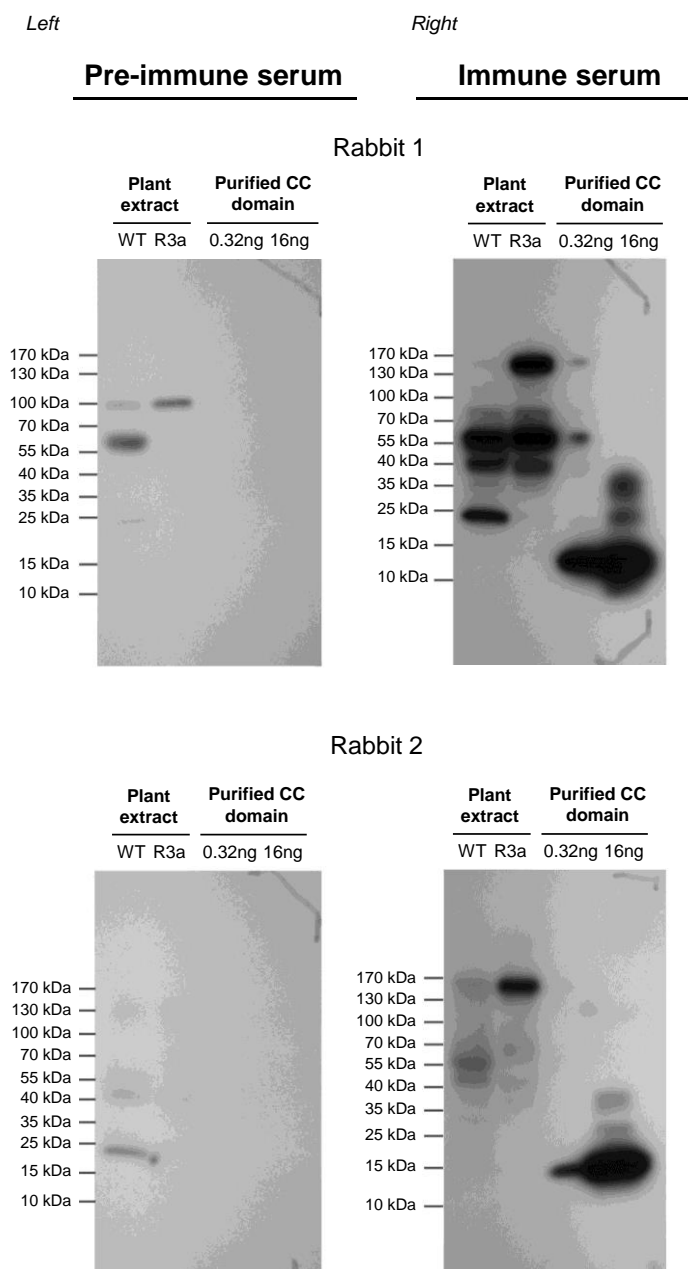 Left Right
Pre-immune serum Immune serum
Rabbit 1
Plant Purified CC Plant Purified CC
extract domain extract domain
WT R3a 0.32ng 16ng WT R3a 0.32ng 16ng
170 kDa
130 kDa
100 kDa
70 kDa
55 kDa
40 kDa
35 kDa
25 kDa
15 kDa
10 kDa
170 kDa
130 kDa
100 kDa
70 kDa
55 kDa
40 kDa
35 kDa
25 kDa
15 kDa
10 kDa
Rabbit 2
Plant Purified CC Plant Purified CC
extract domain extract domain
WT R3a 0.32ng 16ng WT R3a 0.32ng 16ng
170 kDa
130 kDa
100 kDa
70 kDa
55 kDa
40 kDa
35 kDa
25 kDa
15 kDa
10 kDa
170 kDa
130 kDa
100 kDa
70 kDa
55 kDa
40 kDa
35 kDa
25 kDa
15 kDa
10 kDa